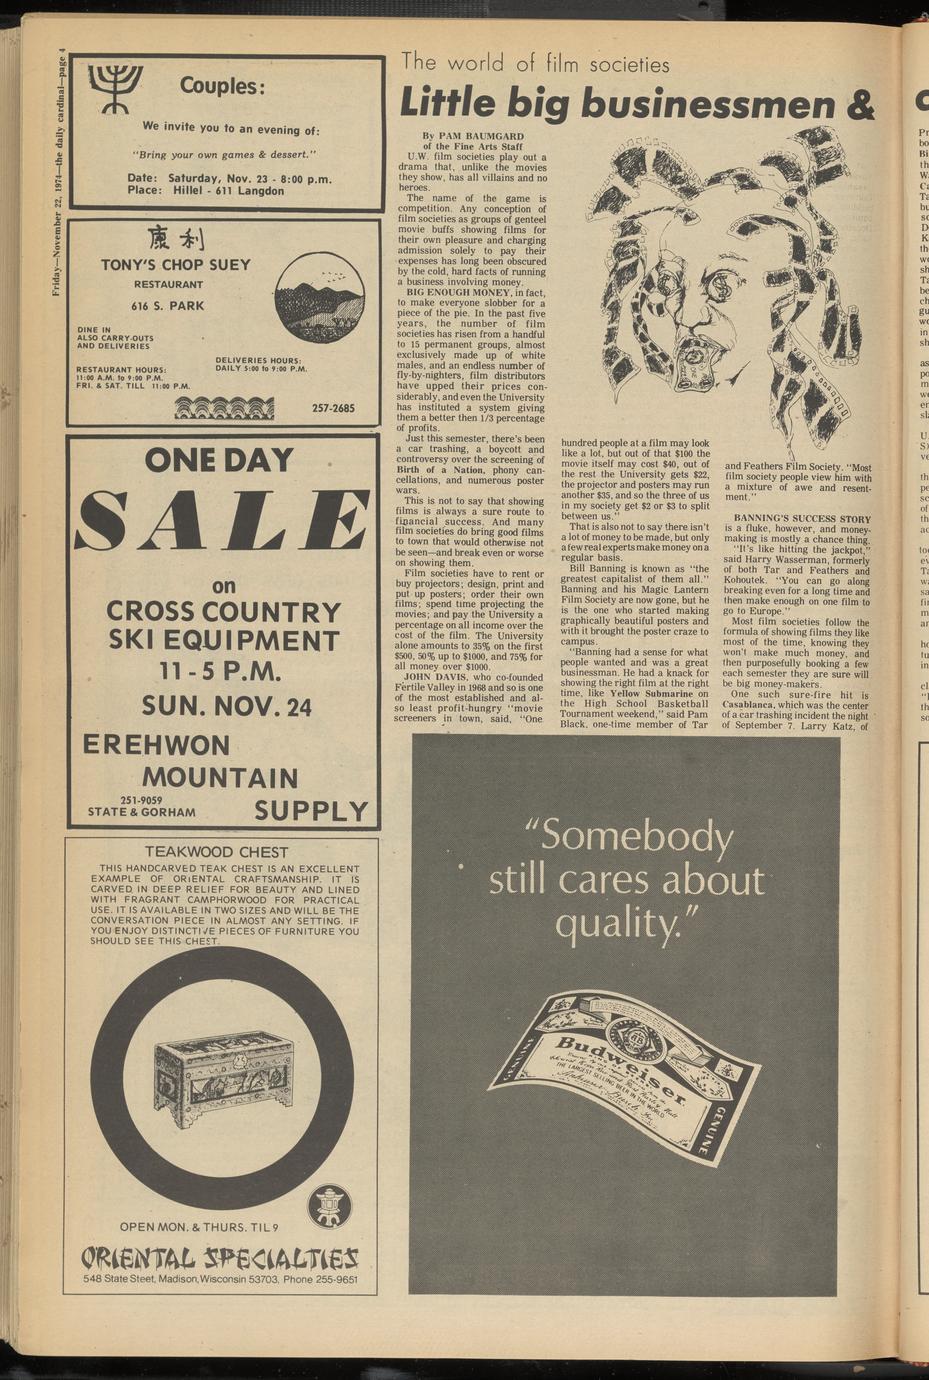 Friday—November 22, 1974—the daily cardinal—page 4
Couples:
We invite you to an evening of:
"Bring your own games & dessert."
Date: Saturday, Nov. 23 - 8:00 p.m.
Place: Hillel - 611 Langdon
康 利
TONY'S CHOP SUEY
RESTAURANT
616 S. PARK
DINE IN
ALSO CARRY-OUTS
AND DELIVERIES
DELIVERIES HOURS:
DAILY 5:00 to 9:00 P.M.
RESTAURANT HOURS:
11:00 A.M. to 9:00 P.M.
FRI. & SAT. TILL 11:00 P.M.
257-2685
ONE DAY
SALE
on
CROSS COUNTRY
SKI EQUIPMENT
11 - 5 P.M.
SUN. NOV. 24
EREHWON
MOUNTAIN
SUPPLY
251-9059
STATE & GORHAM
TEAKWOOD CHEST
THIS HANDCARVED TEAK CHEST IS AN EXCELLENT
EXAMPLE OF ORIENTAL CRAFTSMANSHIP. IT IS
CARVED IN DEEP RELIEF FOR BEAUTY AND LINED
WITH FRAGRANT CAMPHORWOOD FOR PRACTICAL
USE. IT IS AVAILABLE IN TWO SIZES AND WILL BE THE
CONVERSATION PIECE IN ALMOST ANY SETTING. IF
YOU ENJOY DISTINCTIVE PIECES OF FURNITURE YOU
SHOULD SEE THIS CHEST.
OPEN MON. & THURS. TIL 9
ORIENTAL SPECIALTIES
548 State Steet, Madison, Wisconsin 53703, Phone 255-9651
The world of film societies
Little big businessmen &
By PAM BAUMGARD
of the Fine Arts Staff
U.W. film societies play out a
drama that, unlike the movies
they show, has all villains and no
heroes.
The name of the game is
competition. Any conception of
film societies as groups of genteel
movie buffs showing films for
their own pleasure and charging
admission solely to pay their
expenses has long been obscured
by the cold, hard facts of running
a business involving money.
BIG ENOUGH MONEY, in fact,
to make everyone slobber for a
piece of the pie. In the past five
years, the number of film
societies has risen from a handful
to 15 permanent groups, almost
exclusively made up of white
males, and an endless number of
fly-by-nighters, film distributors
have upped their prices con-
siderably, and even the University
has instituted a system giving
them a better then 1/3 percentage
of profits.
Just this semester, there's been
a car trashing, a boycott and
controversy over the screening of
Birth of a Nation, phony can-
cellations, and numerous poster
wars.
This is not to say that showing
films is always a sure route to
financial success. And many
film societies do bring good films
to town that would otherwise not
be seen—and break even or worse
on showing them.
Film societies have to rent or
buy projectors; design, print and
put up posters; order their own
films; spend time projecting the
movies; and pay the University a
percentage on all income over the
cost of the film. The University
alone amounts to 35% on the first
$500, 50% up to $1000, and 75% for
all money over $1000.
JOHN DAVIS, who co-founded
Fertile Valley in 1968 and so is one
of the most established and al-
so least profit-hungry "movie
screeners in town, said, "One
hundred people at a film may look
like a lot, but out of that $100 the
movie itself may cost $40, out of
the rest the University gets $22,
the projector and posters may run
another $35, and so the three of us
in my society get $2 or $3 to split
between us."
That is also not to say there isn't
a lot of money to be made, but only
a few real experts make money on a
regular basis.
Bill Banning is known as "the
greatest capitalist of them all."
Banning and his Magic Lantern
Film Society are now gone, but he
is the one who started making
graphically beautiful posters and
with it brought the poster craze to
campus.
"Banning had a sense for what
people wanted and was a great
businessman. He had a knack for
showing the right film at the right
time, like Yellow Submarine on
the High School Basketball
Tournament weekend," said Pam
Black, one-time member of Tar
and Feathers Film Society. "Most
film society people view him with
a mixture of awe and resent-
ment."
BANNING'S SUCCESS STORY
is a fluke, however, and money-
making is mostly a chance thing.
"It's like hitting the jackpot,"
said Harry Wasserman, formerly
of both Tar and Feathers and
Kohoutek. "You can go along
breaking even for a long time and
then make enough on one film to
go to Europe."
Most film societies follow the
formula of showing films they like
most of the time, knowing they
won't make much money, and
then purposefully booking a few
each semester they are sure will
be big money-makers.
One such sure-fire hit is
Casablanca, which was the center
of a car trashing incident the night
of September 7. Larry Katz, of
"Somebody
still cares about
quality."
GENUINE
Budweiser
THE LARGEST SELLING BEER IN THE WORLD
GENUINE